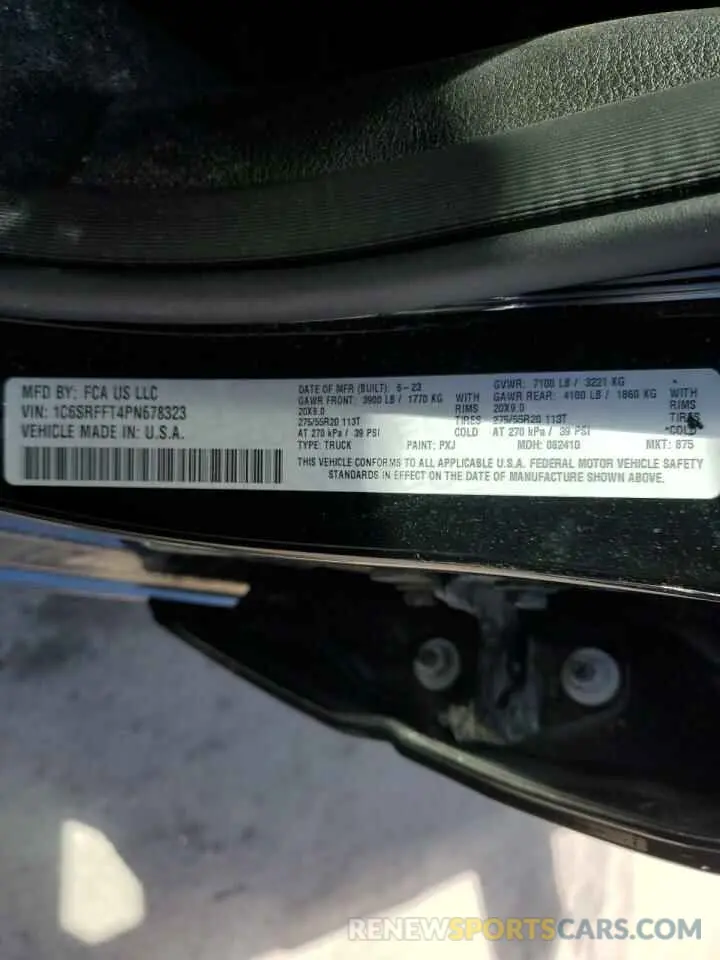 MFD BY: FCA US LLC
VIN: 1C6SRFFT4PN678323
VEHICLE MADE IN: U.S.A.
DATE OF MFR (BUILT): 6-23
GAWR FRONT: 3900 LB / 1770 KG WITH
20X9.0 RIMS
275/55R20 113T TIRES
AT 270 kPa / 39 PSI COLD
TYPE: TRUCK PAINT: PXJ
GVWR: 7100 LB / 3221 KG
GAWR REAR: 4100 LB / 1860 KG WITH
20X9.0 RIMS
275/55R20 113T TIRES
AT 270 kPa / 39 PSI COLD
MDH: 062410 MKT: 875
THIS VEHICLE CONFORMS TO ALL APPLICABLE U.S.A. FEDERAL MOTOR VEHICLE SAFETY
STANDARDS IN EFFECT ON THE DATE OF MANUFACTURE SHOWN ABOVE.
RENEWSPORTSCARS.COM